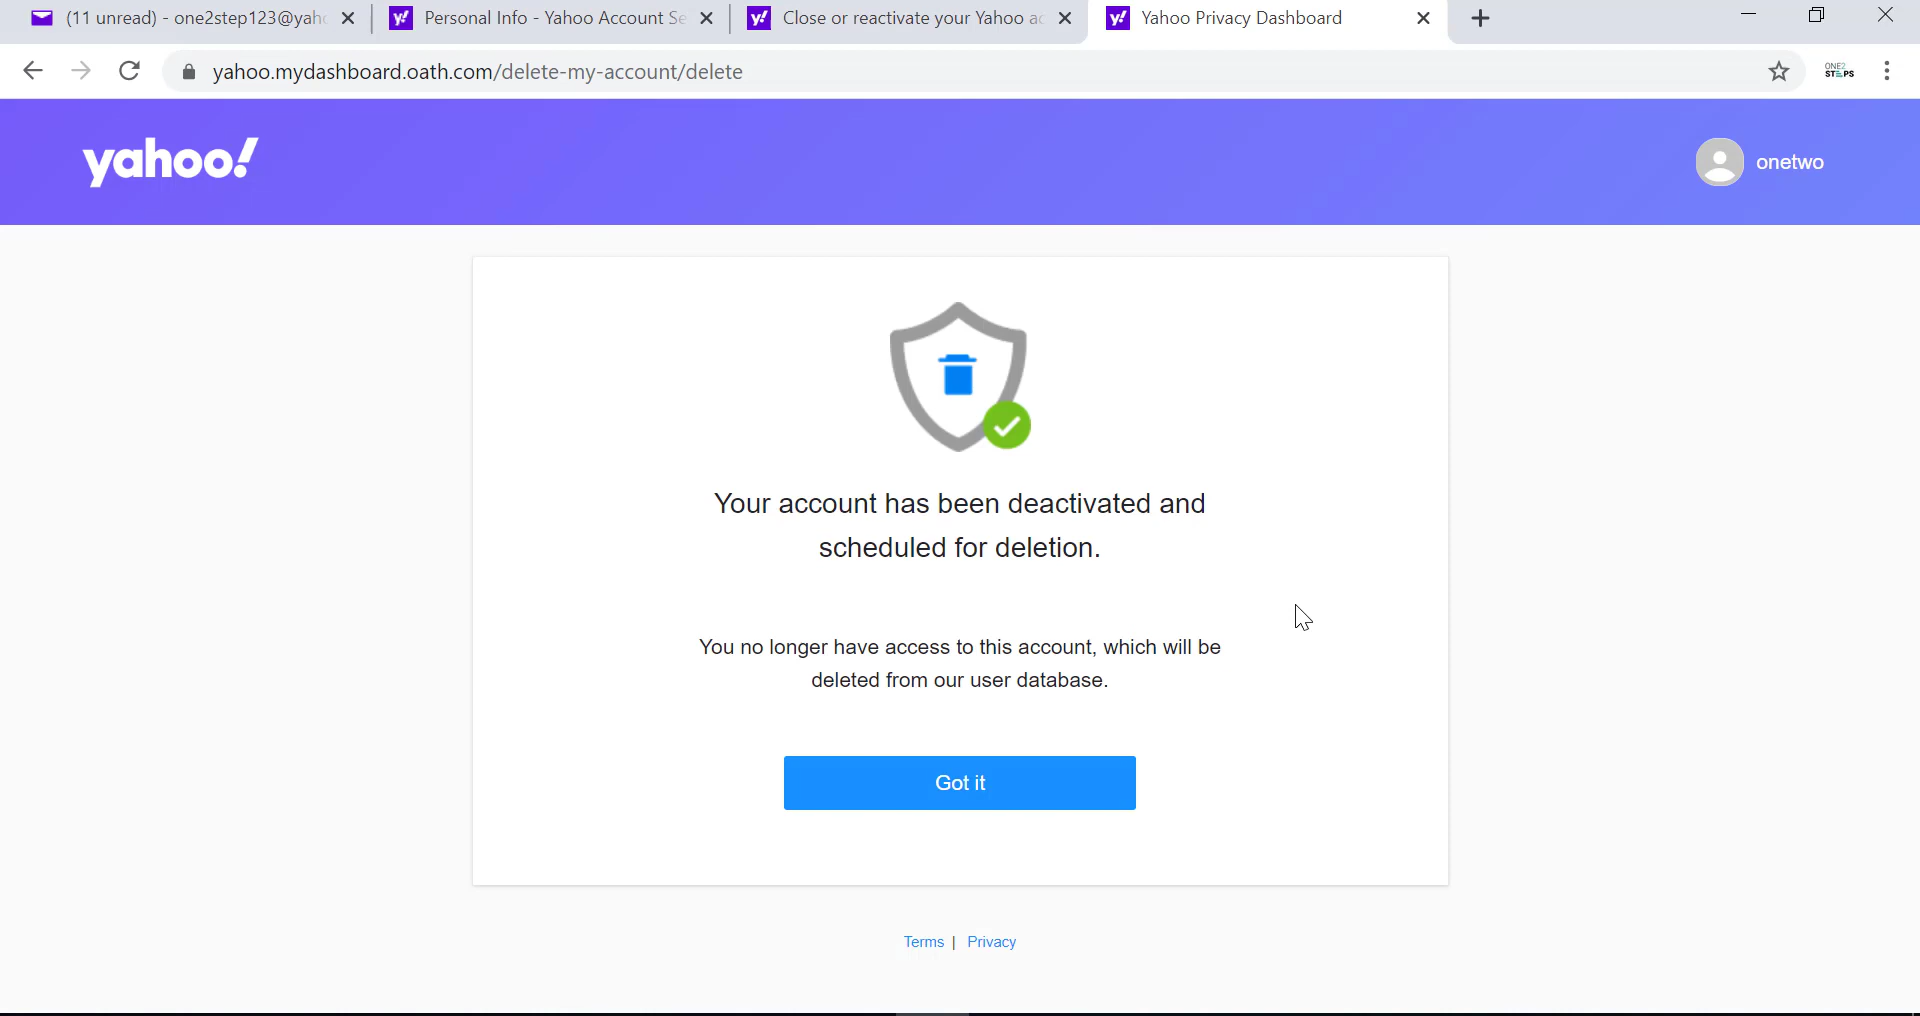 (11 unread) - one2step123@yah
Personal Info - Yahoo Account Se
Close or reactivate your Yahoo ac
Yahoo Privacy Dashboard
yahoo.mydashboard.oath.com/delete-my-account/delete
ONE2
STEPS
yahoo!
onetwo
Your account has been deactivated and
scheduled for deletion.
You no longer have access to this account, which will be
deleted from our user database.
Got it
Terms | Privacy